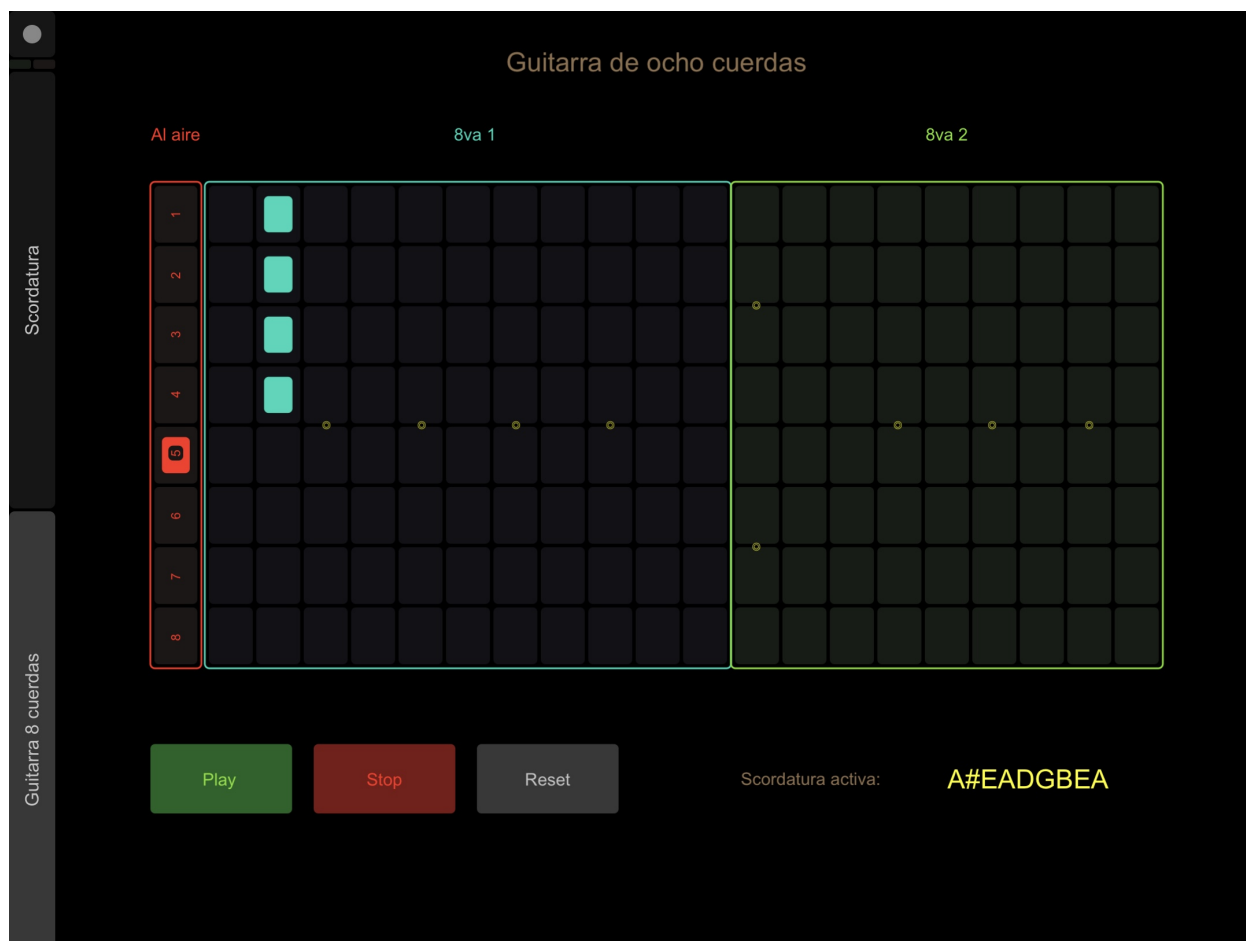 Guitarra de ocho cuerdas
Al aire
8va 1
8va 2
1
2
3
4
5
6
7
8
Scordatura
Guitarra 8 cuerdas
Play
Stop
Reset
Scordatura activa:
A#EADGBEA